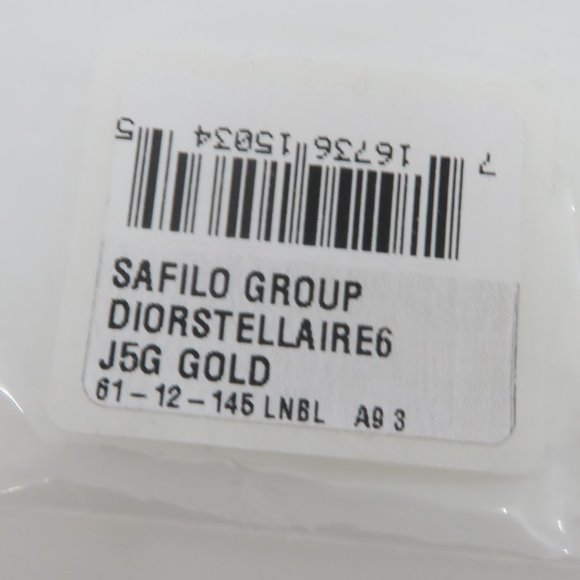 7 16736 15034 5
SAFILO GROUP
DIORSTELLAIRE6
J5G GOLD
61-12-145 LNBL A9 3